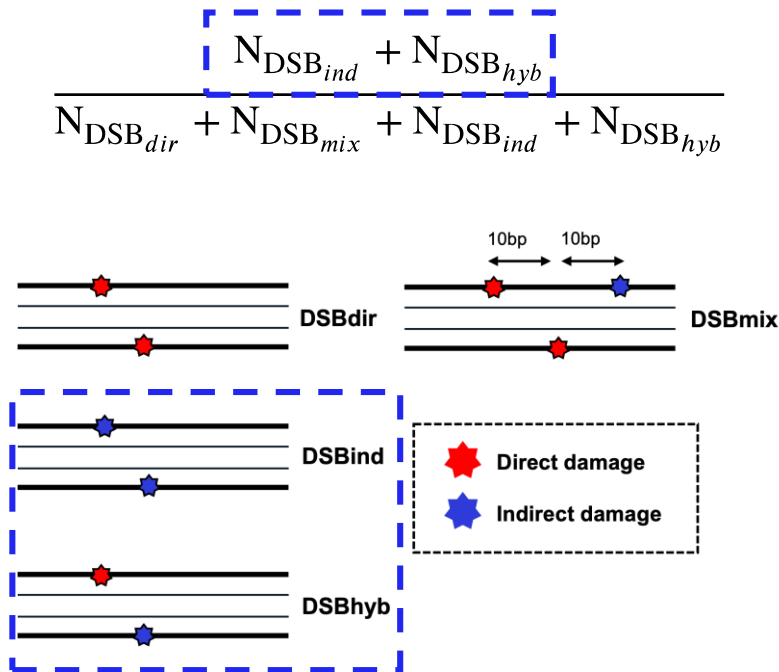 N_DSB_ind + N_DSB_hyb
N_DSB_dir + N_DSB_mix + N_DSB_ind + N_DSB_hyb
10bp 10bp
DSBdir
DSBmix
DSBind
Direct damage
Indirect damage
DSBhyb